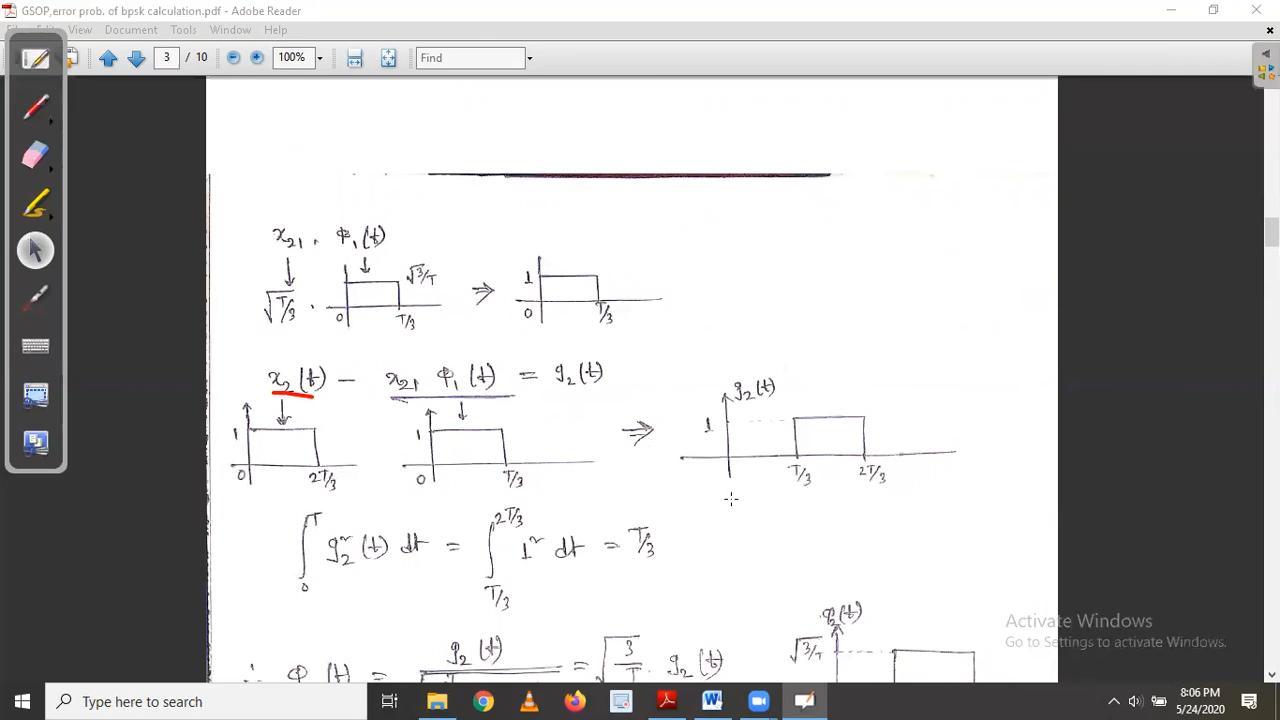 GSOP,error prob. of bpsk calculation.pdf - Adobe Reader
View Document Tools Window Help
3 / 10 100% Find
x₂₁ . φ₁(t)
√T/3 . 0 T/3 √3/T ⇒ 1 0 T/3
x₂(t) − x₂₁ φ₁(t) = g₂(t)
1 0 2T/3 1 0 T/3 ⇒ g₂(t) 1 T/3 2T/3
∫₀ᵀ g₂²(t) dt = ∫ T/3 2T/3 1² dt = T/3
∴ φ (t) = g₂(t) = √3/T . g₂(t)
φ₂(t) √3/T
Activate Windows
Go to Settings to activate Windows.
Type here to search
8:06 PM
5/24/2020